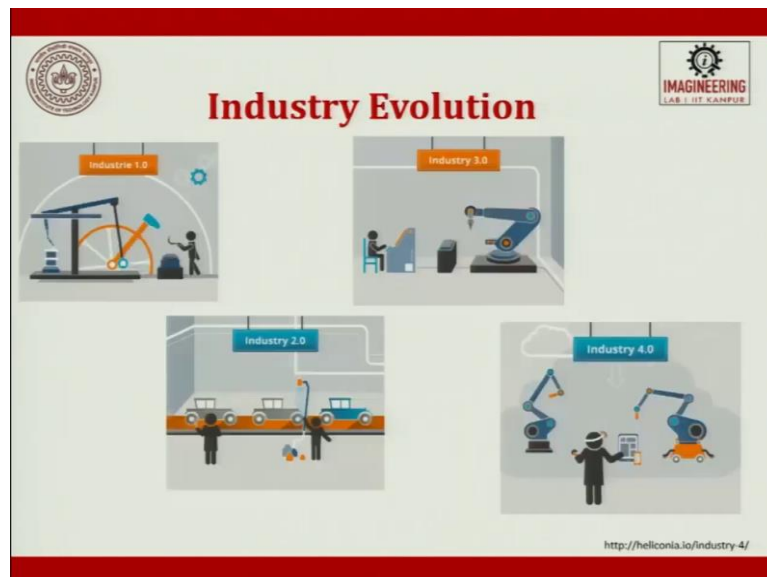 IMAGINEERING
LAB | IIT KANPUR
Industry Evolution
Industrie 1.0
Industry 3.0
Industry 2.0
Industry 4.0
http://heliconia.io/industry-4/